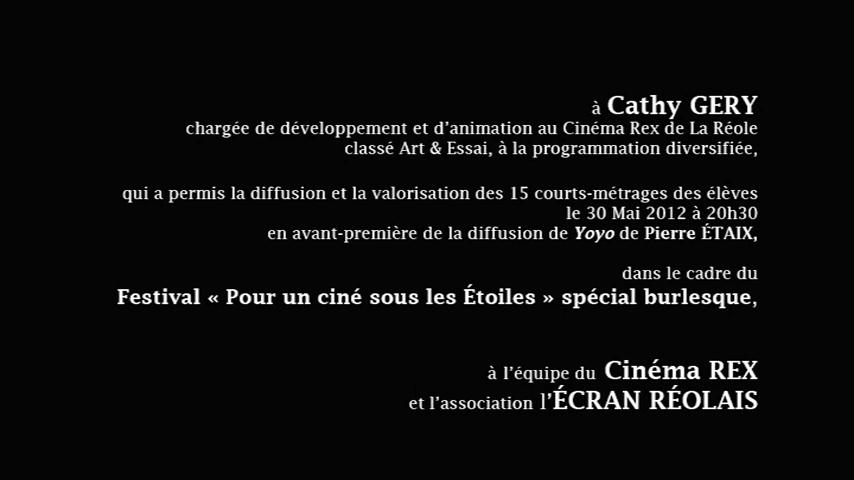 à Cathy GERY
chargée de développement et d'animation au Cinéma Rex de La Réole
classé Art & Essai, à la programmation diversifiée,
qui a permis la diffusion et la valorisation des 15 courts-métrages des élèves
le 30 Mai 2012 à 20h30
en avant-première de la diffusion de Yoyo de Pierre ÉTAIX,
dans le cadre du
Festival « Pour un ciné sous les Étoiles » spécial burlesque,
à l'équipe du Cinéma REX
et l'association l'ÉCRAN RÉOLAIS